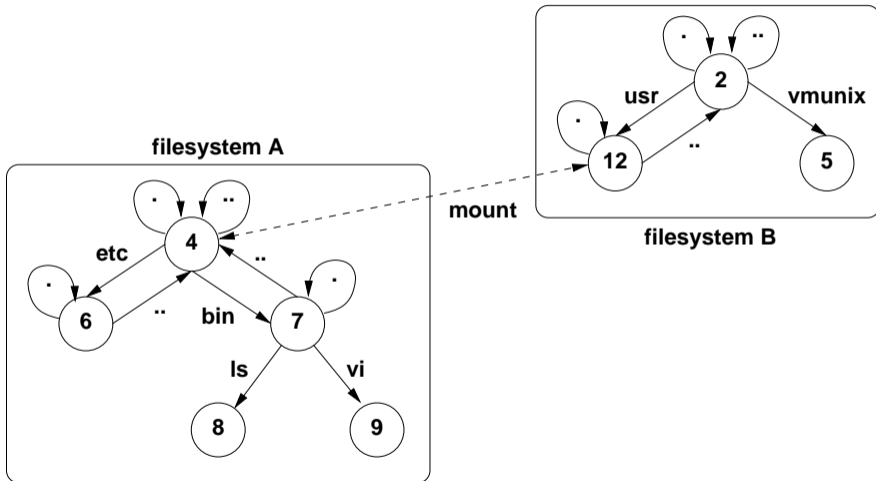 . ..
2
usr
vmunix
.
..
12
5
filesystem A
mount
filesystem B
. ..
4
etc
..
. .
6
..
bin
7
ls
vi
8
9